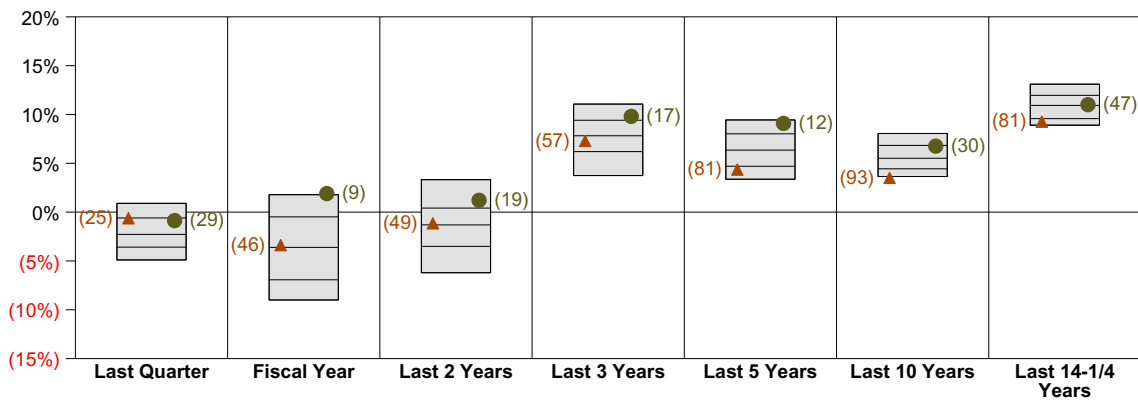 20%
15%
10%
5%
0%
(5%)
(10%)
(15%)
(25) (29)
(46) (9)
(49) (19)
(57) (17)
(81) (12)
(93) (30)
(81) (47)
Last Quarter
Fiscal Year
Last 2 Years
Last 3 Years
Last 5 Years
Last 10 Years
Last 14-1/4
Years